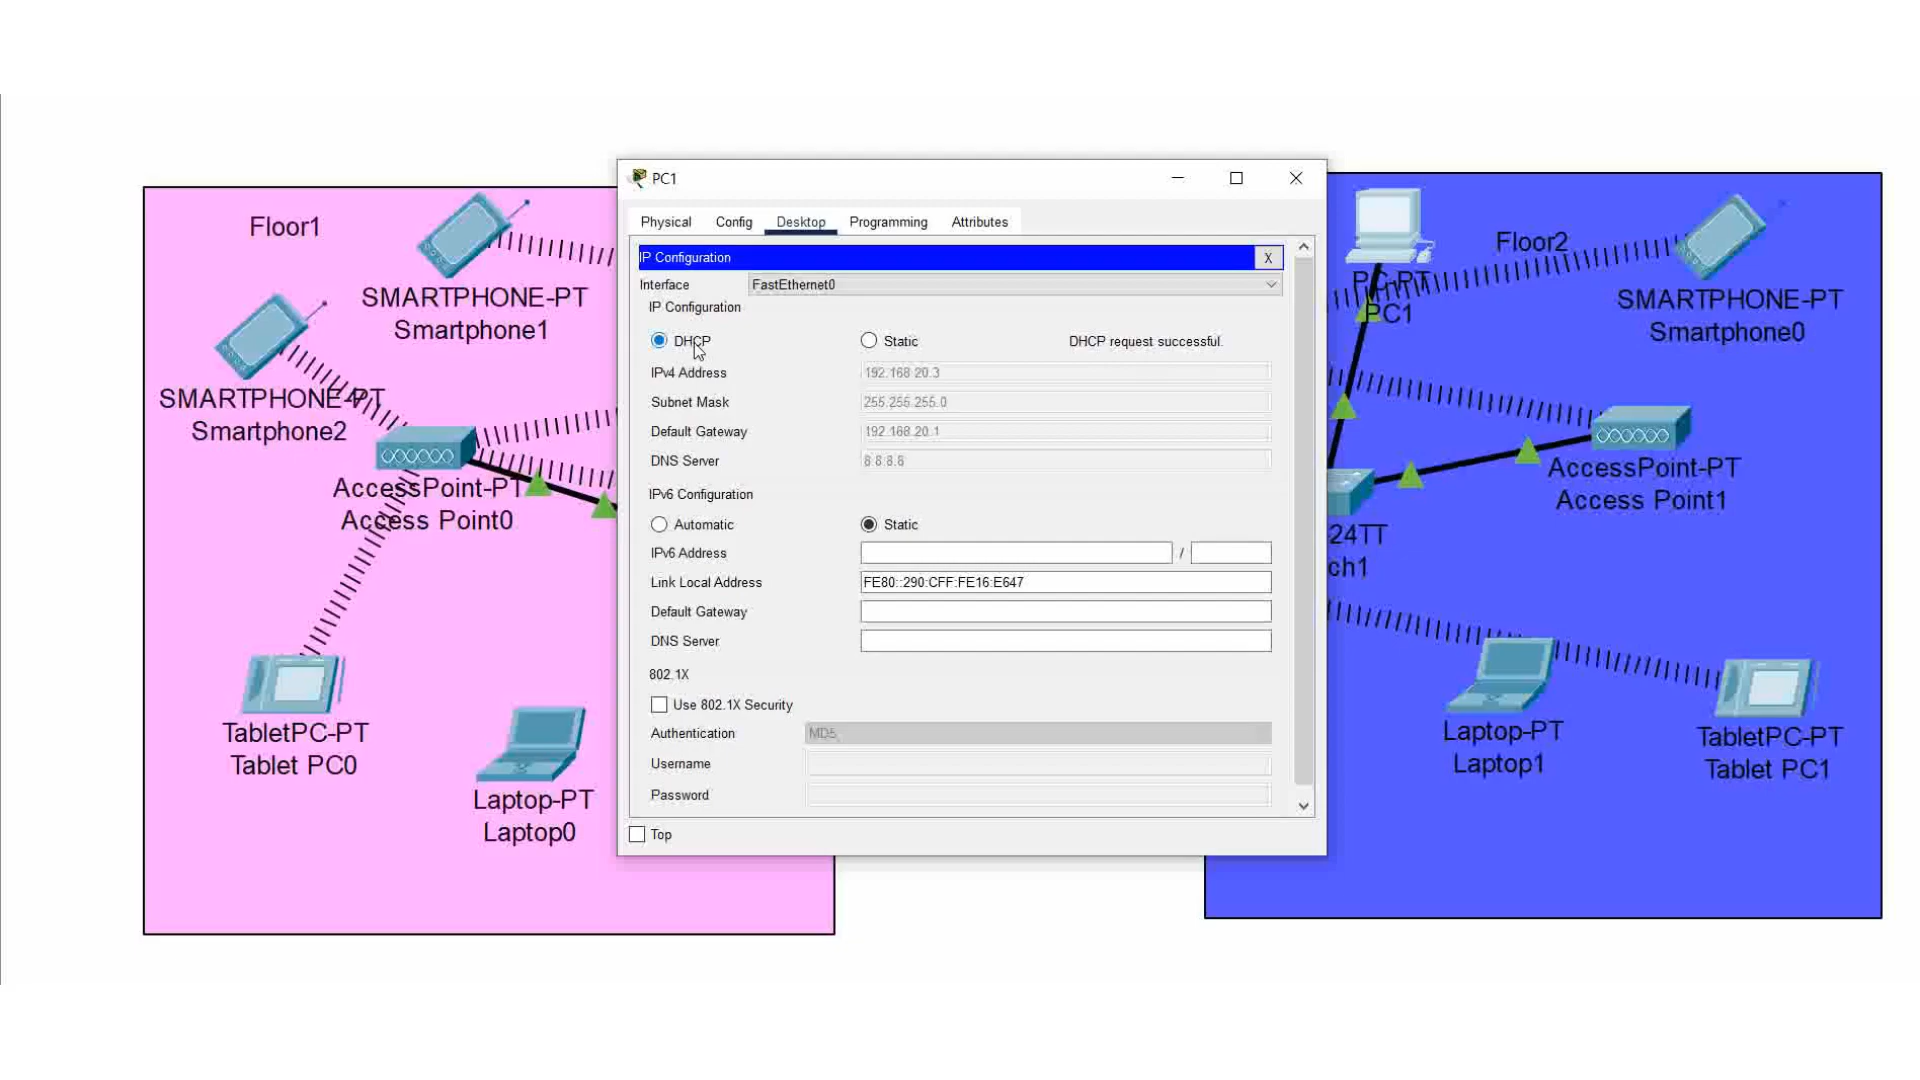 Floor1
SMARTPHONE-PT
Smartphone1
SMARTPHONE-PT
Smartphone2
AccessPoint-PT
Access Point0
TabletPC-PT
Tablet PC0
Laptop-PT
Laptop0
PC1
Physical Config Desktop Programming Attributes
IP Configuration X
Interface FastEthernet0
IP Configuration
DHCP Static DHCP request successful.
IPv4 Address 192.168.20.3
Subnet Mask 255.255.255.0
Default Gateway 192.168.20.1
DNS Server 8.8.8.8
IPv6 Configuration
Automatic Static
IPv6 Address /
Link Local Address FE80::290:CFF:FE16:E647
Default Gateway
DNS Server
802.1X
Use 802.1X Security
Authentication MD5
Username
Password
Top
PC-PT
PC1
Floor2
SMARTPHONE-PT
Smartphone0
AccessPoint-PT
Access Point1
24TT
ch1
Laptop-PT
Laptop1
TabletPC-PT
Tablet PC1